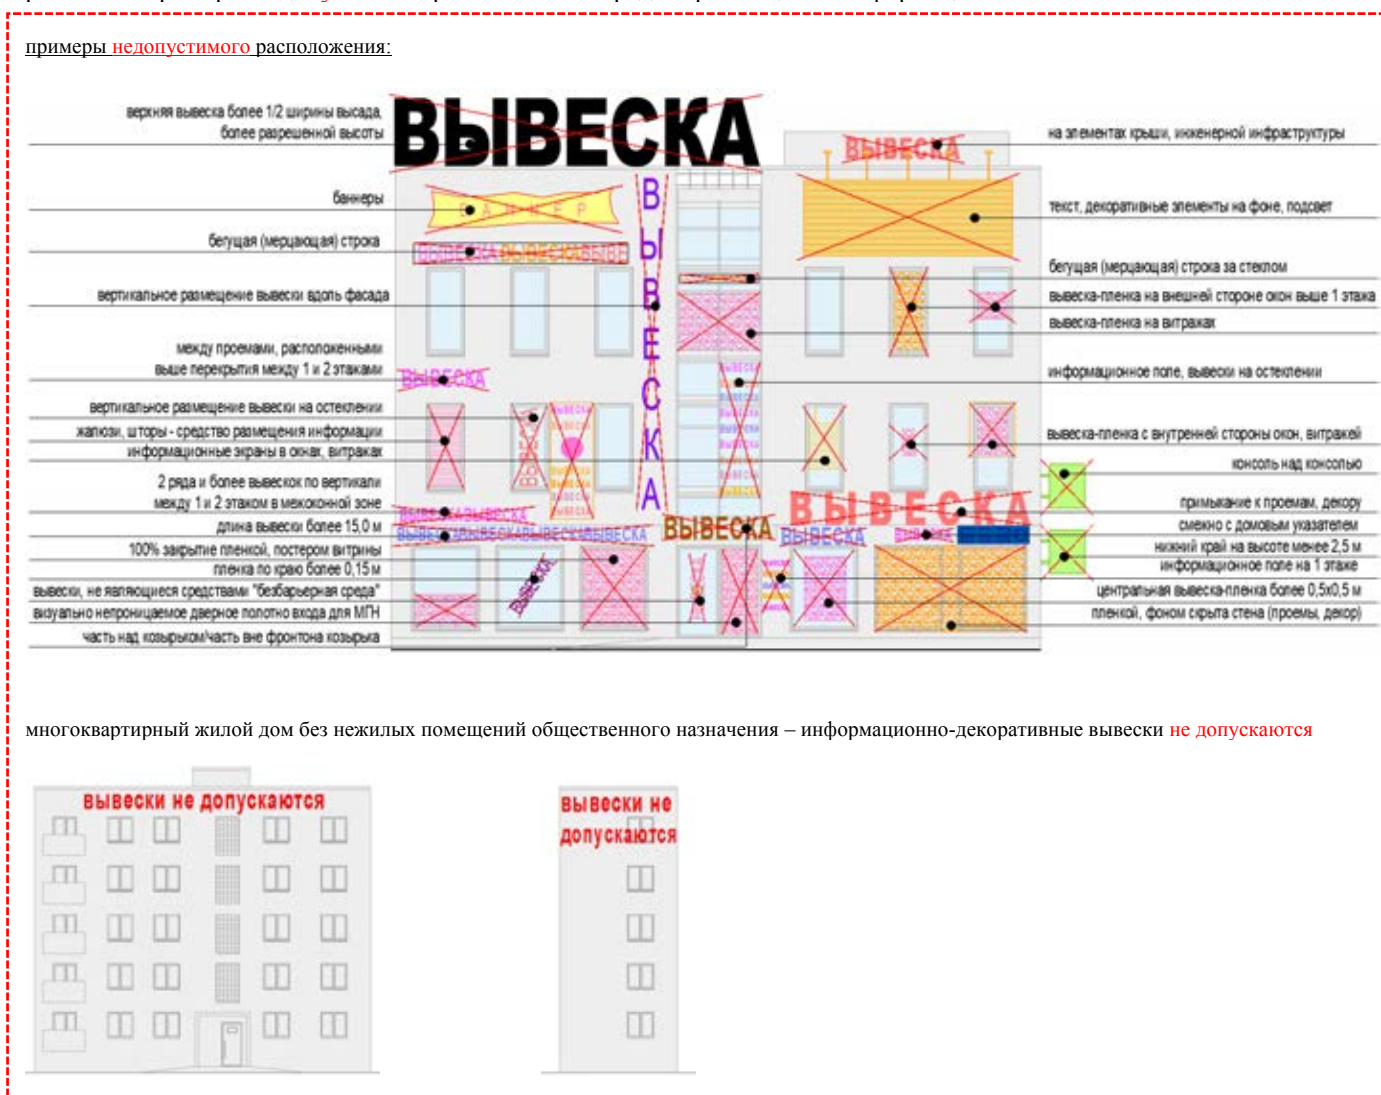 примеры недопустимого расположения:
верхняя вывеска более 1/2 ширины высада,
более разрешенной высоты
ВЫВЕСКА
ВЫВЕСКА
на элементах крыши, инженерной инфраструктуры
баннеры
БАННЕР
ВЫВЕСКА
текст, декоративные элементы на фоне, подсвет
бегущая (мерцающая) строка
ВЫВЕСКА ВЫВЕСКАВЫВЕ
бегущая (мерцающая) строка за стеклом
вертикальное размещение вывески вдоль фасада
вывеска-пленка на внешней стороне окон выше 1 этажа
вывеска-пленка на витражах
между проемами, расположенными
выше перекрытия между 1 и 2 этажами
ВЫВЕСКА
информационное поле, вывески на остеклении
вертикальное размещение вывески на остеклении
жалюзи, шторы - средство размещения информации
информационные экраны в окнах, витражах
вывеска-пленка с внутренней стороны окон, витражей
консоль над консолью
2 ряда и более вывесок по вертикали
между 1 и 2 этажом в межоконной зоне
ВЫВЕСКАВЫВЕСКА
ВЫВЕСКА
примыкание к проемам, декору
длина вывески более 15,0 м
ВЫВЕСКАВЫВЕСКАВЫВЕСКАВЫВЕСКА
ВЫВЕСКА
ВЫВЕСКА
ВЫВЕСКА
смежно с домовым указателем
100% закрытие пленкой, постером витрины
нижний край на высоте менее 2,5 м
пленка по краю более 0,15 м
ВЫВЕСКА
информационное поле на 1 этаже
вывески, не являющиеся средствами "безбарьерная среда"
центральная вывеска-пленка более 0,5х0,5 м
визуально непроницаемое дверное полотно входа для МГН
пленкой, фоном скрыта стена (проемы, декор)
часть над козырьком/часть вне фронтона козырька
многоквартирный жилой дом без нежилых помещений общественного назначения – информационно-декоративные вывески не допускаются
вывески не допускаются
вывески не
допускаются